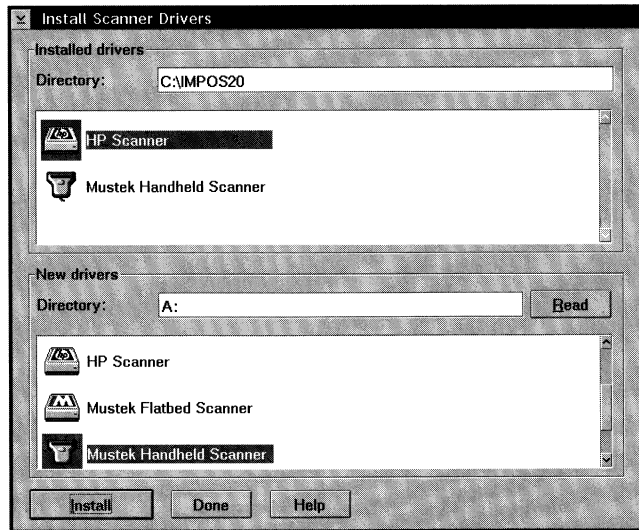 Install Scanner Drivers
Installed drivers
Directory: C:\IMPOS20
HP Scanner
Mustek Handheld Scanner
New drivers
Directory: A: Read
HP Scanner
Mustek Flatbed Scanner
Mustek Handheld Scanner
Install Done Help